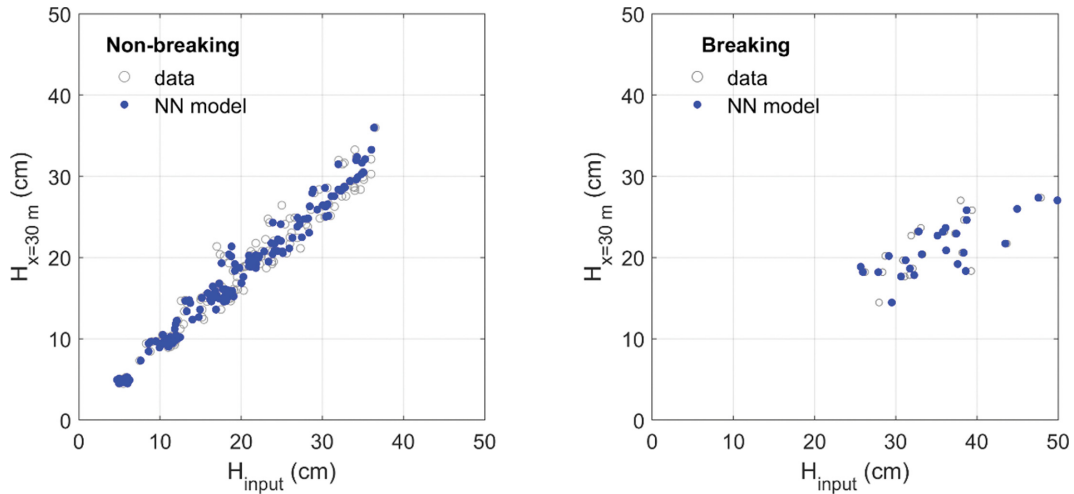 50
40
30
20
10
0
H_x=30 m (cm)
Non-breaking
data
NN model
0 10 20 30 40 50
H_input (cm)
50
40
30
20
10
0
H_x=30 m (cm)
Breaking
data
NN model
0 10 20 30 40 50
H_input (cm)